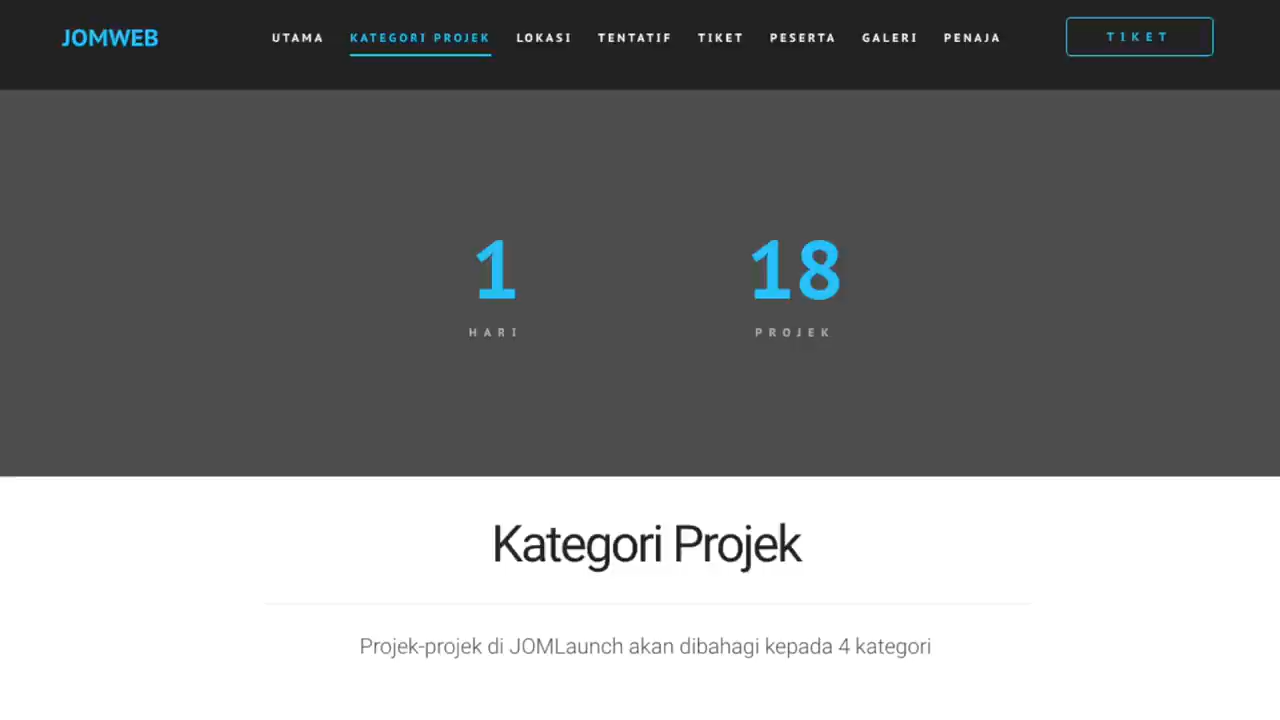 JOMWEB UTAMA KATEGORI PROJEK LOKASI TENTATIF TIKET PESERTA GALERI PENAJA TIKET
1 18
HARI PROJEK
Kategori Projek
Projek-projek di JOMLaunch akan dibahagi kepada 4 kategori